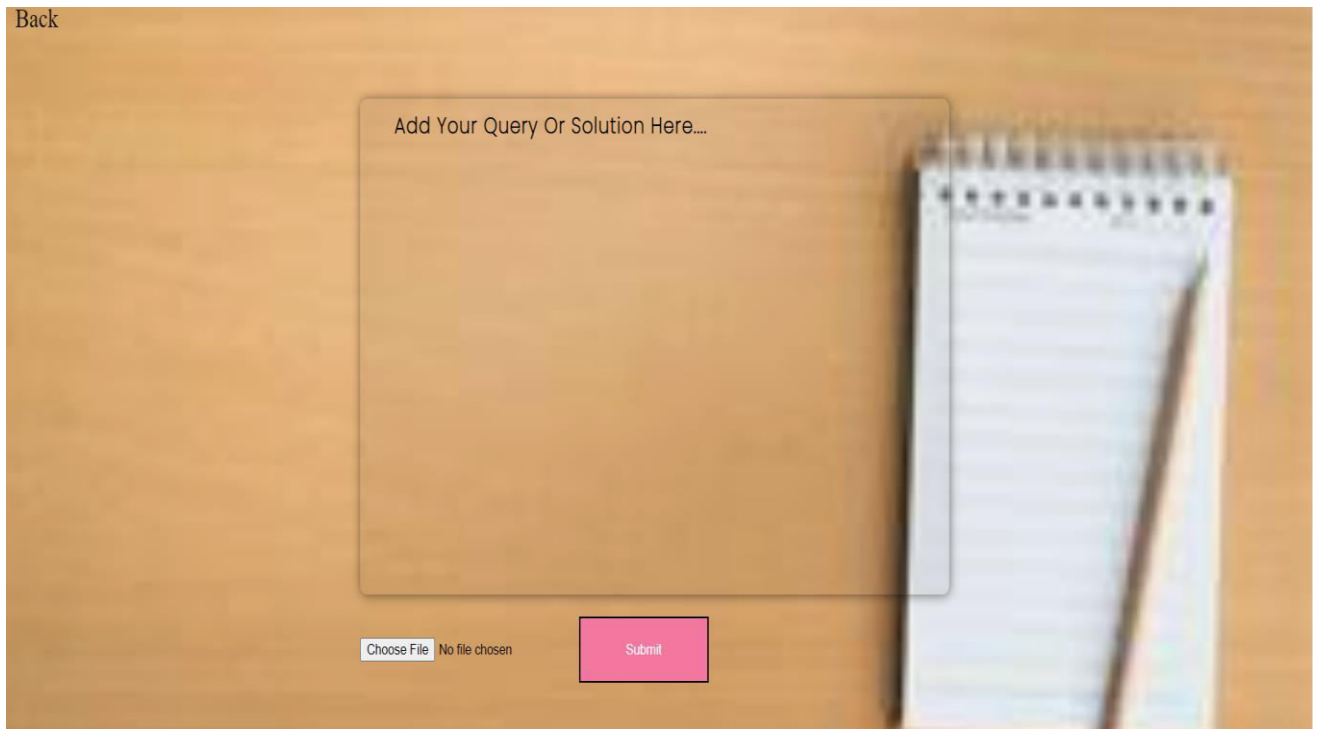 Back
Add Your Query Or Solution Here....
Choose File No file chosen
Submit